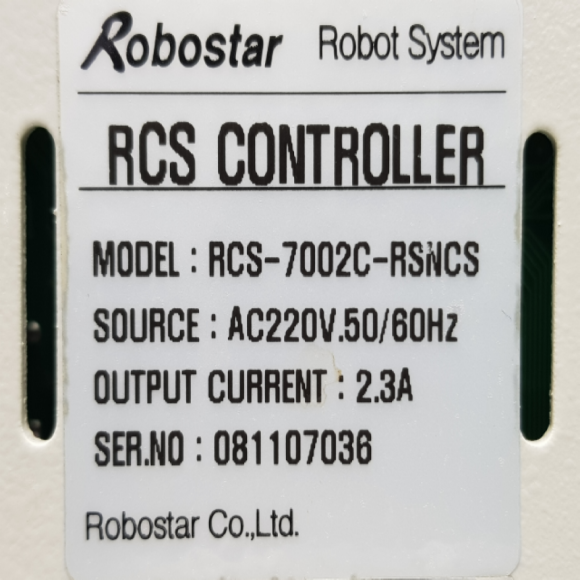 Robostar Robot System
RCS CONTROLLER
MODEL : RCS-7002C-RSNCS
SOURCE : AC220V.50/60Hz
OUTPUT CURRENT : 2.3A
SER.NO : 081107036
Robostar Co.,Ltd.